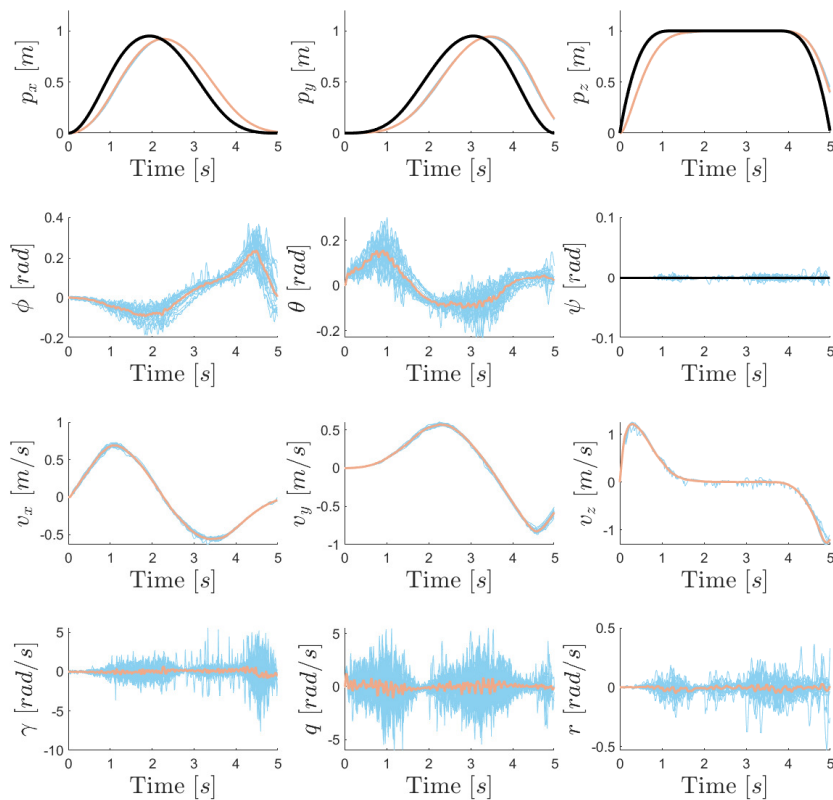 p_x [m]
1
0.5
0
0 1 2 3 4 5
Time [s]
p_y [m]
1
0.5
0
0 1 2 3 4 5
Time [s]
p_z [m]
1
0.5
0
0 1 2 3 4 5
Time [s]
ϕ [rad]
0.4
0.2
0
-0.2
0 1 2 3 4 5
Time [s]
θ [rad]
0.2
0
-0.2
0 1 2 3 4 5
Time [s]
ψ [rad]
0.1
0
-0.1
0 1 2 3 4 5
Time [s]
v_x [m/s]
1
0.5
0
-0.5
0 1 2 3 4 5
Time [s]
v_y [m/s]
0.5
0
-0.5
-1
0 1 2 3 4 5
Time [s]
v_z [m/s]
1
0
-1
0 1 2 3 4 5
Time [s]
γ [rad/s]
5
0
-5
-10
0 1 2 3 4 5
Time [s]
q [rad/s]
5
0
-5
0 1 2 3 4 5
Time [s]
r [rad/s]
0.5
0
-0.5
0 1 2 3 4 5
Time [s]